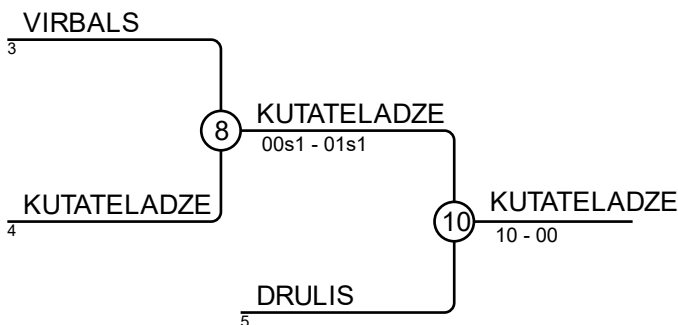 VIRBALS
3
8
KUTATELADZE
00s1 - 01s1
KUTATELADZE
4
10
KUTATELADZE
10 - 00
DRULIS
5